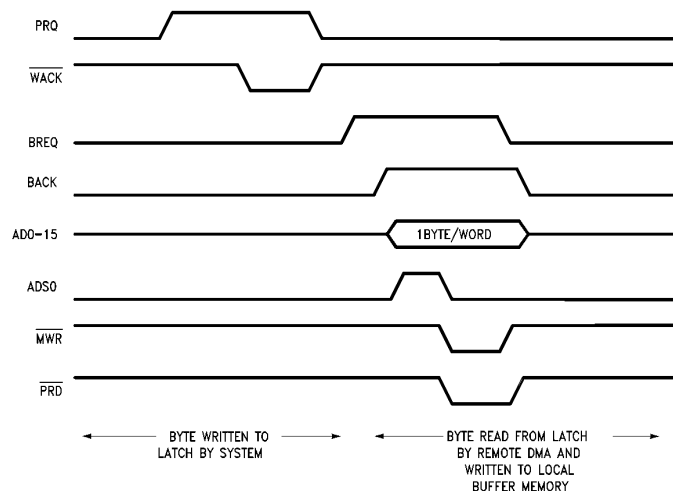 PRQ
WACK
BREQ
BACK
AD0-15
1BYTE/WORD
ADS0
MWR
PRD
BYTE WRITTEN TO
LATCH BY SYSTEM
BYTE READ FROM LATCH
BY REMOTE DMA AND
WRITTEN TO LOCAL
BUFFER MEMORY